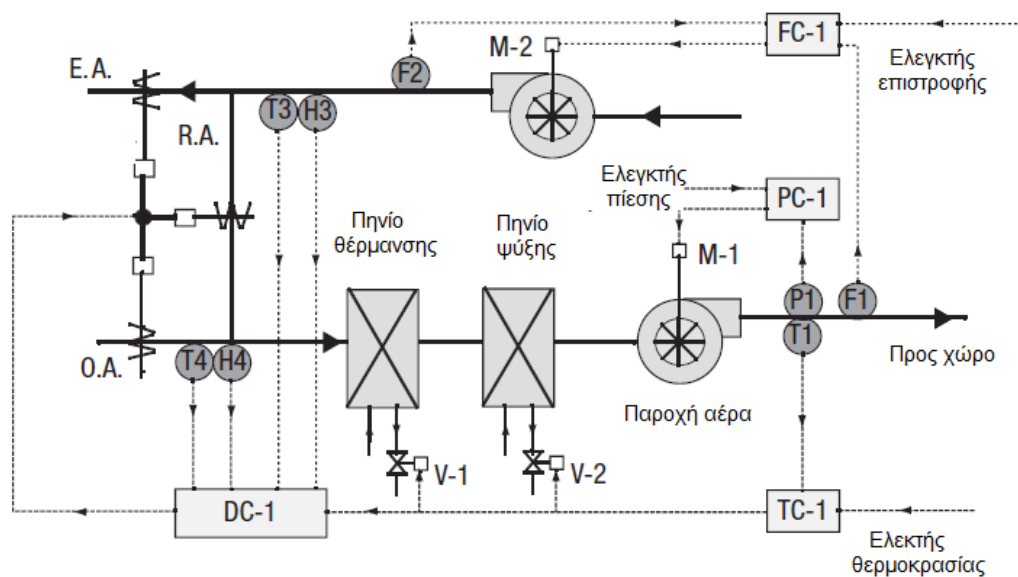 FC-1
Ελεγκτής
επιστροφής
M-2
F2
E.A.
T3
H3
R.A.
Ελεγκτής
πίεσης
PC-1
Πηνίο
θέρμανσης
Πηνίο
ψύξης
M-1
P1
F1
T1
Προς χώρο
O.A.
T4
H4
Παροχή αέρα
V-1
V-2
DC-1
TC-1
Ελεκτής
θερμοκρασίας